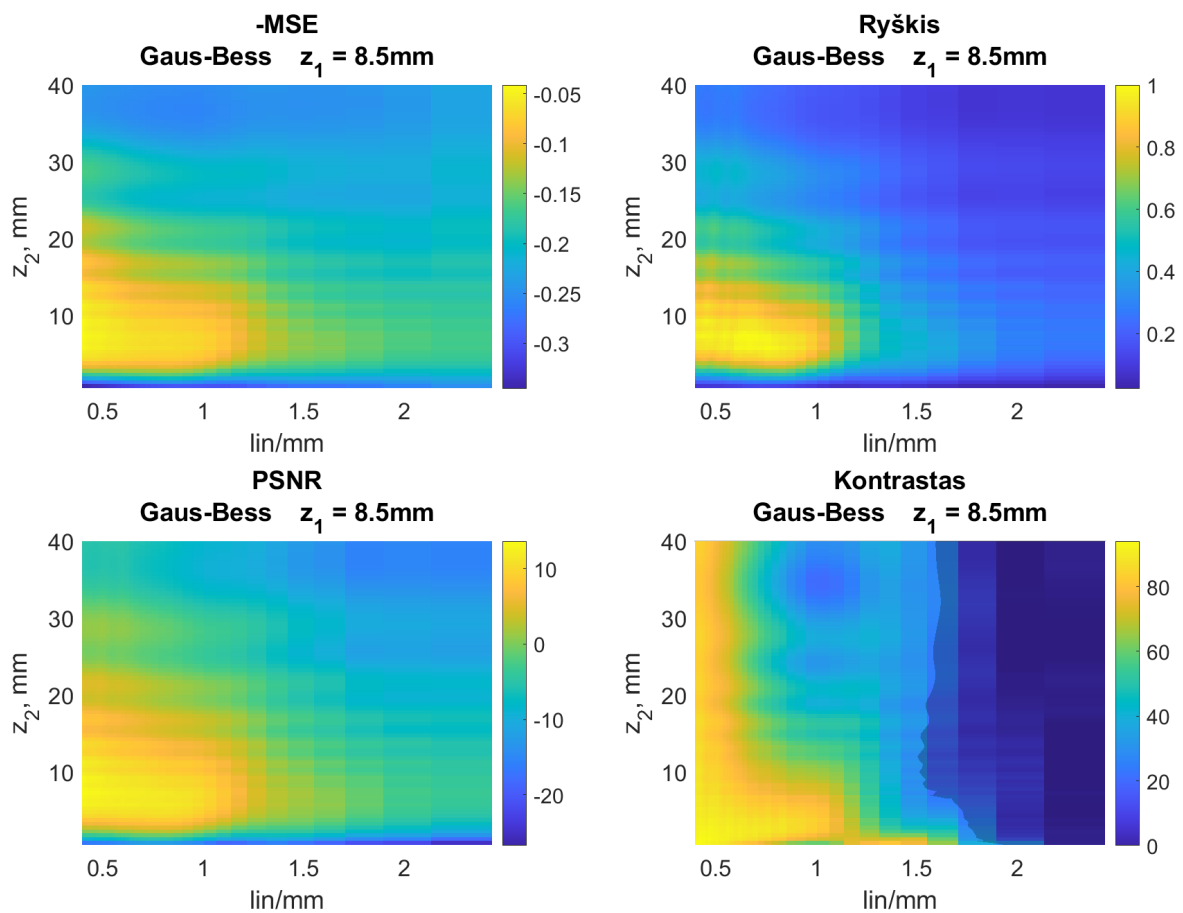 -MSE
Gaus-Bess z₁ = 8.5mm
40
30
20
10
z₂, mm
0.5 1 1.5 2
lin/mm
-0.05
-0.1
-0.15
-0.2
-0.25
-0.3
Ryškis
Gaus-Bess z₁ = 8.5mm
40
30
20
10
z₂, mm
0.5 1 1.5 2
lin/mm
1
0.8
0.6
0.4
0.2
PSNR
Gaus-Bess z₁ = 8.5mm
40
30
20
10
z₂, mm
0.5 1 1.5 2
lin/mm
10
0
-10
-20
Kontrastas
Gaus-Bess z₁ = 8.5mm
40
30
20
10
z₂, mm
0.5 1 1.5 2
lin/mm
80
60
40
20
0